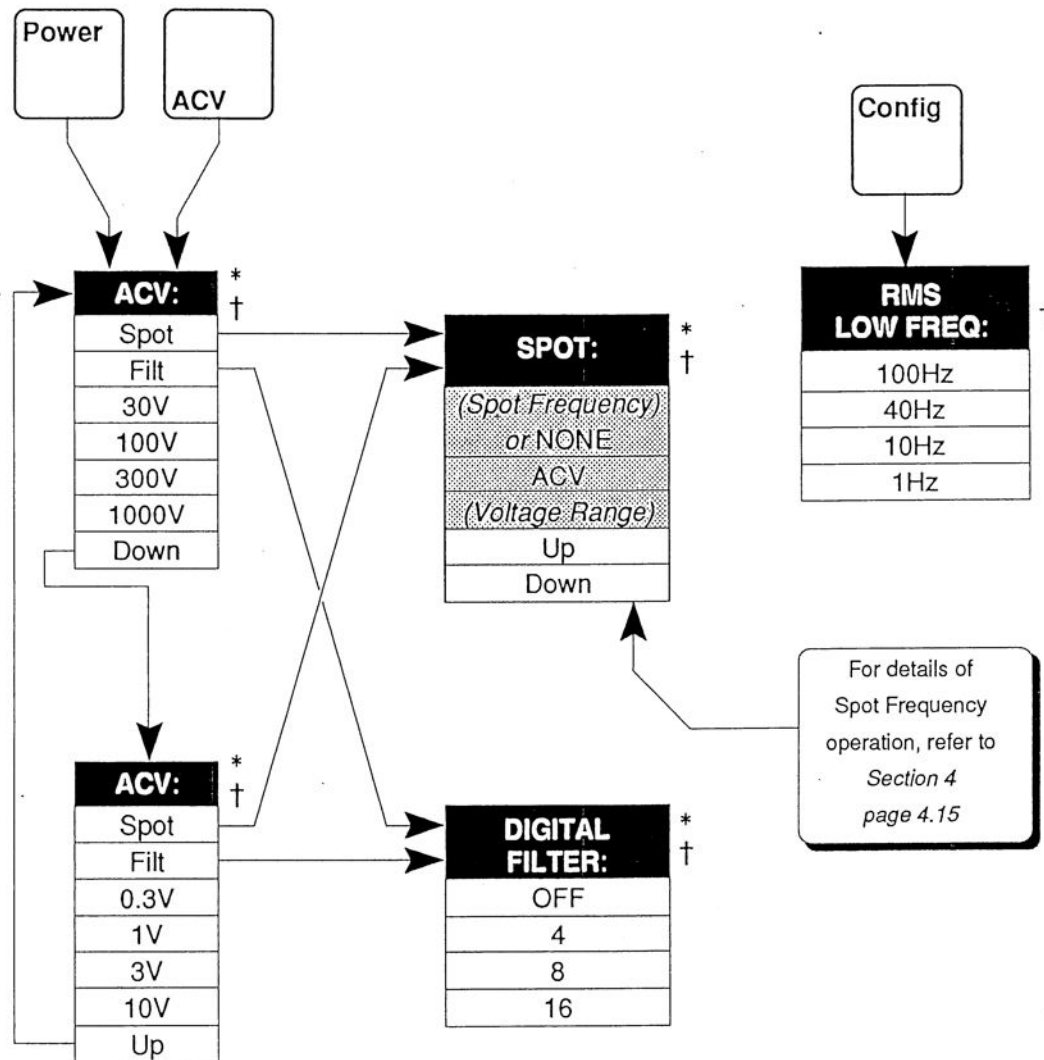 Power
ACV
Config
ACV:
*
†
Spot
Filt
30V
100V
300V
1000V
Down
SPOT:
*
†
(Spot Frequency)
or NONE
ACV
(Voltage Range)
Up
Down
RMS
LOW FREQ:
100Hz
40Hz
10Hz
1Hz
For details of
Spot Frequency
operation, refer to
Section 4
page 4.15
ACV:
*
†
Spot
Filt
0.3V
1V
3V
10V
Up
DIGITAL
FILTER:
*
†
OFF
4
8
16